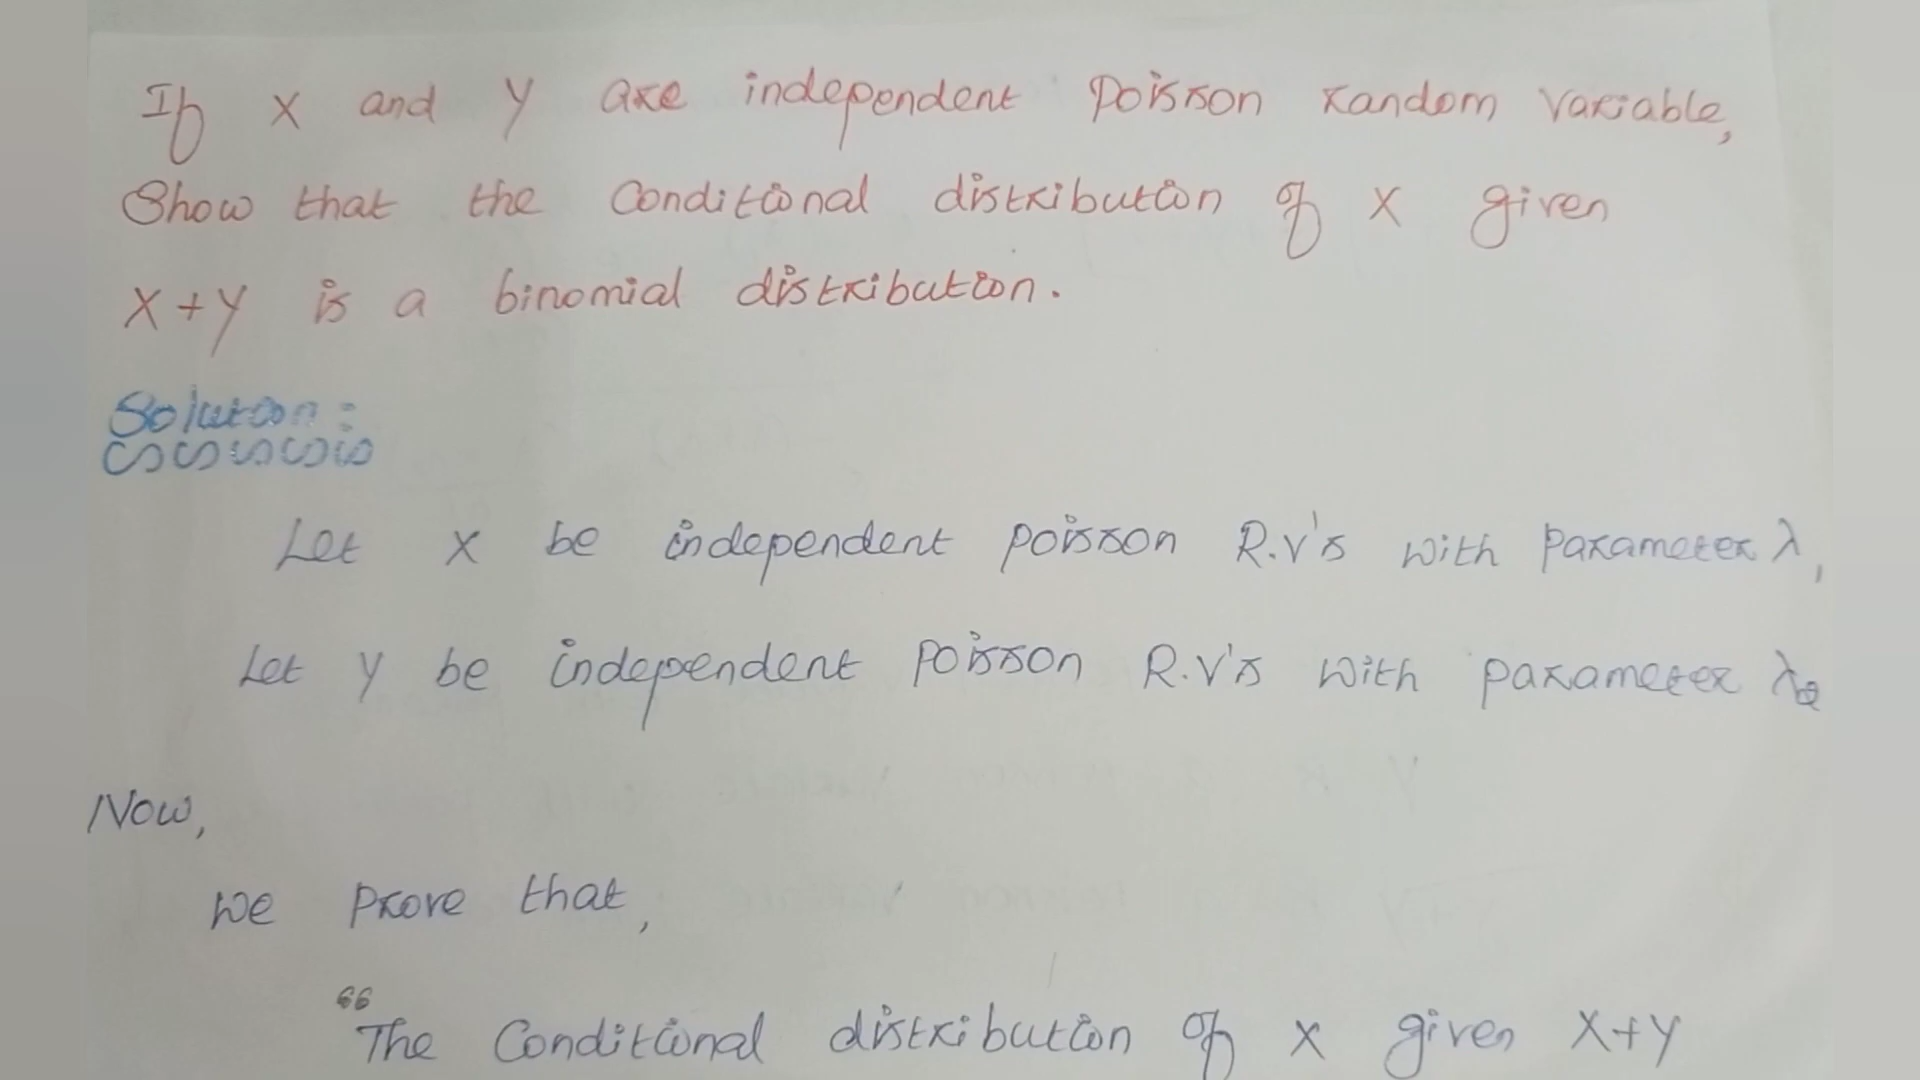 If X and Y are independent Poisson random variable,
Show that the Conditional distribution of X given
X+Y is a binomial distribution.
Solution:
Let X be independent poisson R.V's with parameter λ₁
Let Y be independent poisson R.V's with parameter λ₂
Now,
we prove that,
“The Conditional distribution of X given X+Y